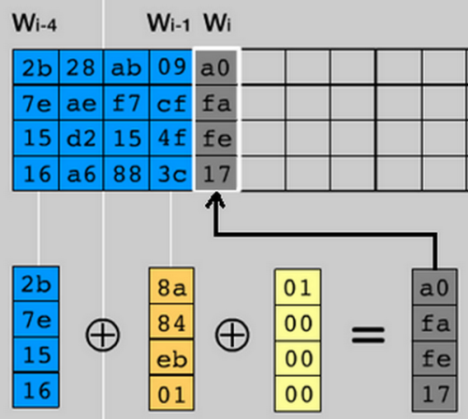 Wi-4 Wi-1 Wi
2b 28 ab 09 a0
7e ae f7 cf fa
15 d2 15 4f fe
16 a6 88 3c 17
2b 8a 01 a0
7e 84 00 fa
15 eb 00 fe
16 01 00 17
⊕ ⊕ =